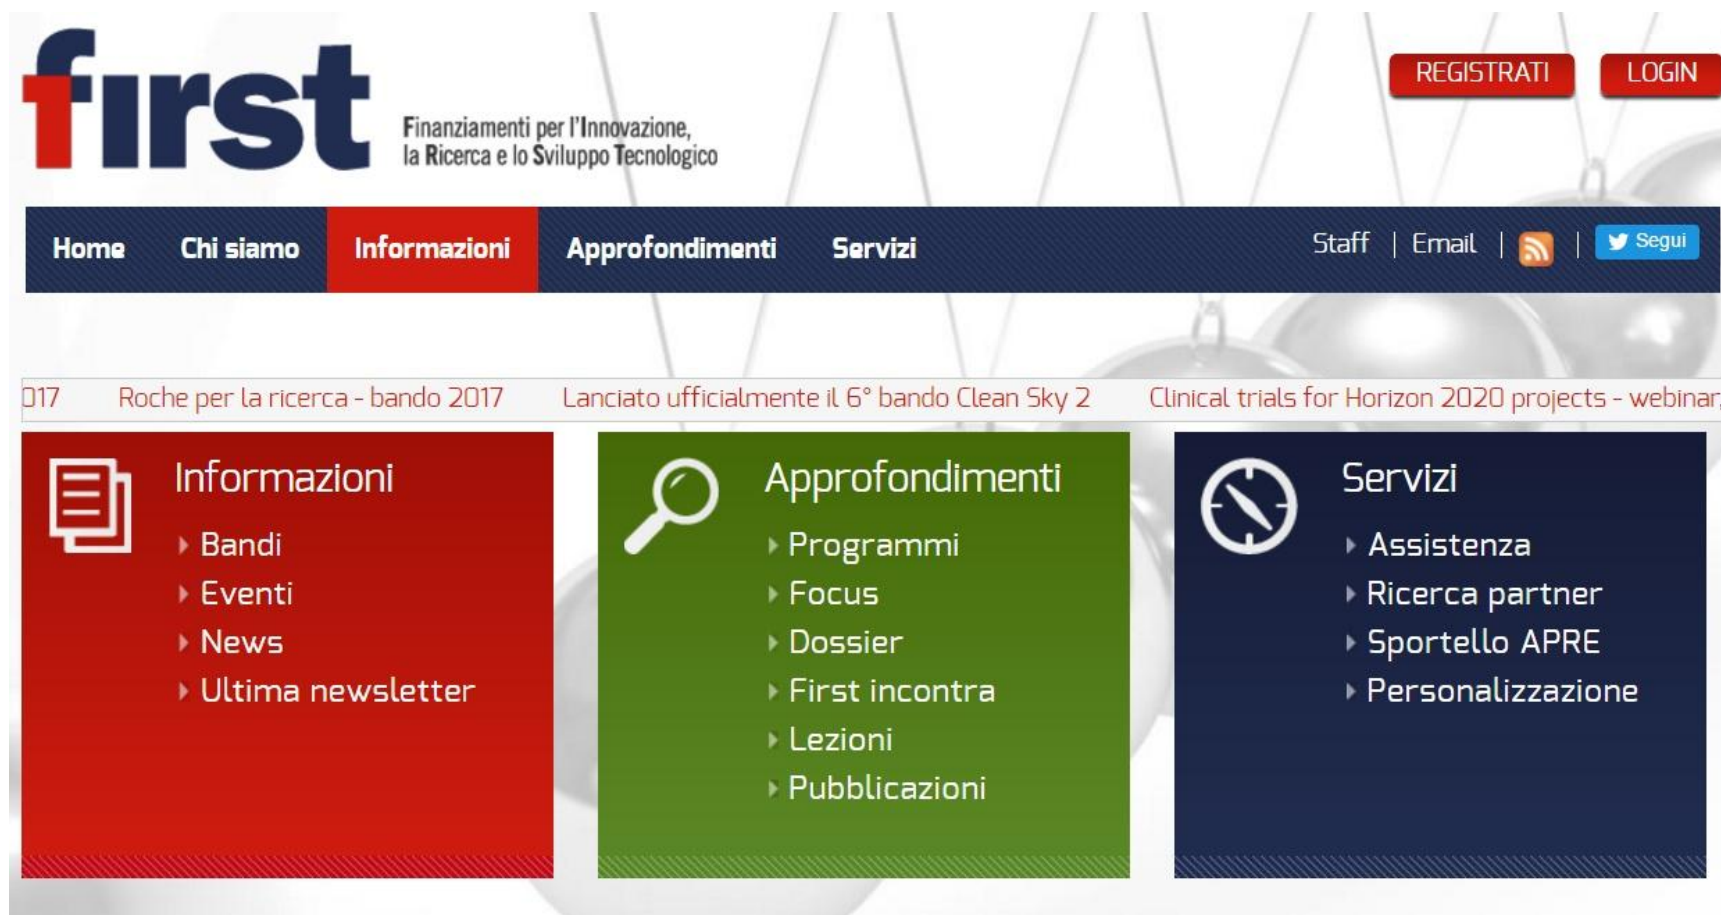 first
Finanziamenti per l'Innovazione,
la Ricerca e lo Sviluppo Tecnologico
REGISTRATI LOGIN
Home Chi siamo Informazioni Approfondimenti Servizi Staff | Email | | Segui
017 Roche per la ricerca - bando 2017 Lanciato ufficialmente il 6° bando Clean Sky 2 Clinical trials for Horizon 2020 projects - webinar,
Informazioni
Bandi
Eventi
News
Ultima newsletter
Approfondimenti
Programmi
Focus
Dossier
First incontra
Lezioni
Pubblicazioni
Servizi
Assistenza
Ricerca partner
Sportello APRE
Personalizzazione